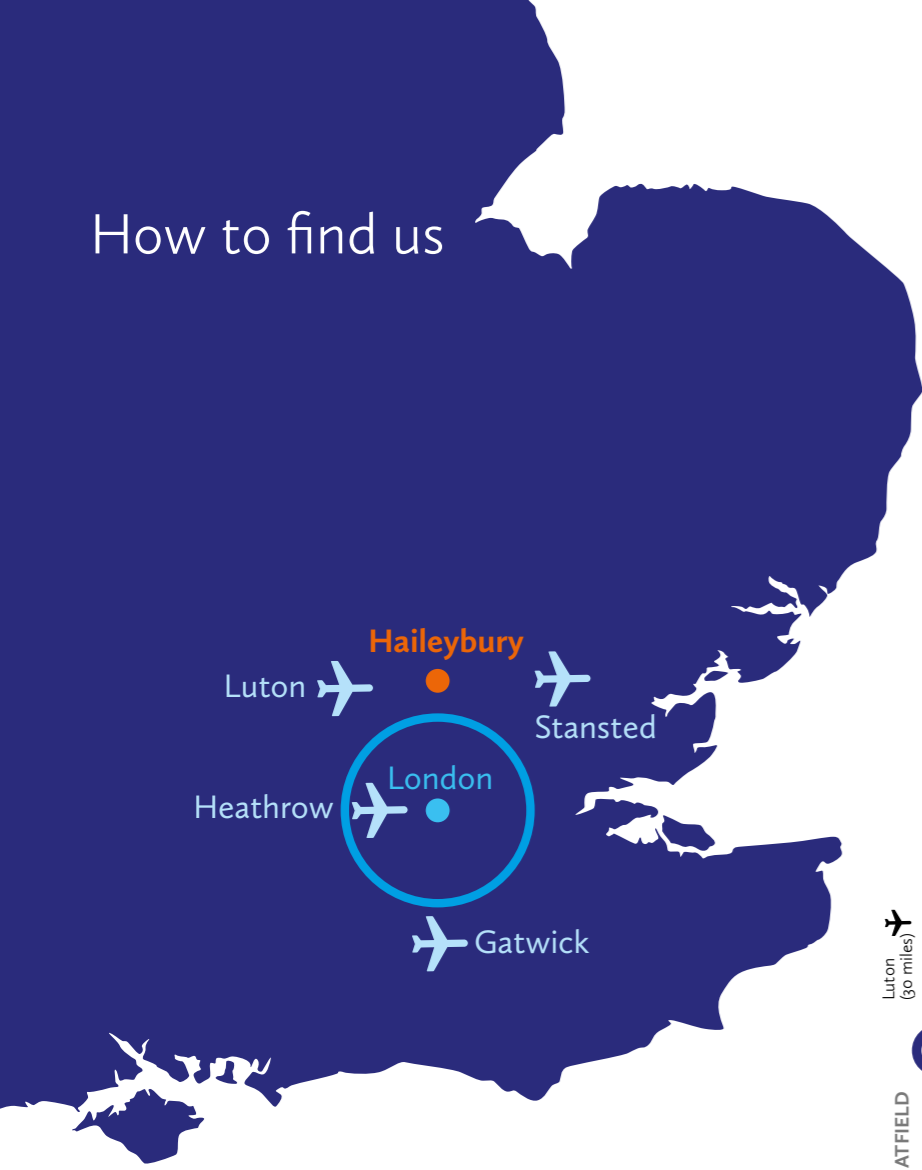 How to find us
Haileybury
Luton
Stansted
London
Heathrow
Gatwick
Luton
(30 miles)
ATFIELD